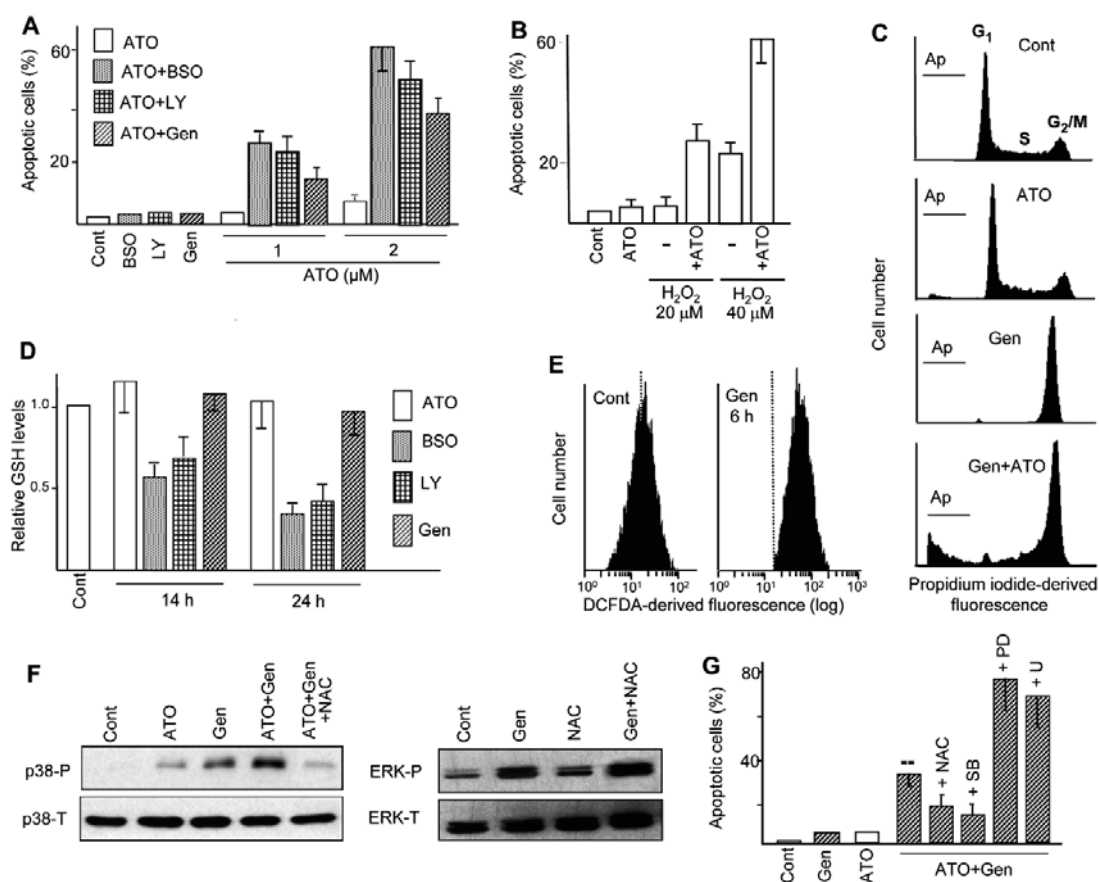 A
Apoptotic cells (%)
60
20
ATO
ATO+BSO
ATO+LY
ATO+Gen
Cont
BSO
LY
Gen
1
2
ATO (µM)
B
Apoptotic cells (%)
60
20
Cont
ATO
-
+ATO
-
+ATO
H₂O₂
20 µM
H₂O₂
40 µM
C
Cell number
Ap
G₁
Cont
S
G₂/M
Ap
ATO
Ap
Gen
Ap
Gen+ATO
Propidium iodide-derived
fluorescence
D
Relative GSH levels
1.0
0.5
ATO
BSO
LY
Gen
Cont
14 h
24 h
E
Cell number
Cont
Gen
6 h
10⁰ 10¹ 10²
10⁰ 10¹ 10² 10³
DCFDA-derived fluorescence (log)
F
Cont
ATO
Gen
ATO+Gen
ATO+Gen
+NAC
p38-P
p38-T
Cont
Gen
NAC
Gen+NAC
ERK-P
ERK-T
G
Apoptotic cells (%)
80
40
Cont
Gen
ATO
--
+ NAC
+ SB
+ PD
+ U
ATO+Gen